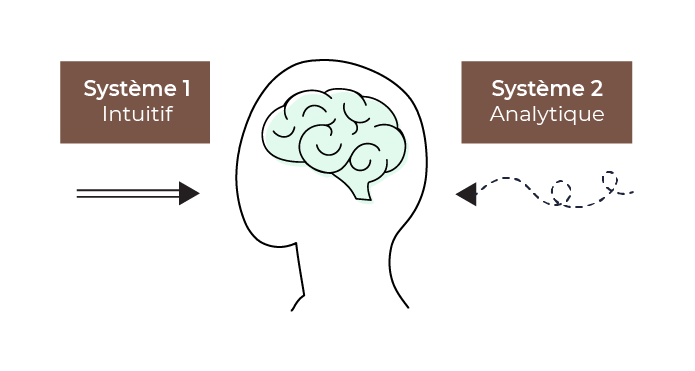 Système 1
Intuitif
Système 2
Analytique